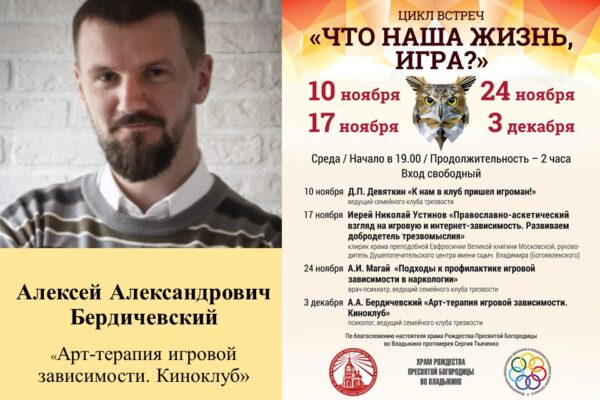 Алексей Александрович
Бердичевский
«Арт-терапия игровой
зависимости. Киноклуб»
ЦИКЛ ВСТРЕЧ
«ЧТО НАША ЖИЗНЬ,
ИГРА?»
10 ноября
24 ноября
17 ноября
3 декабря
Среда / Начало в 19.00 / Продолжительность – 2 часа
Вход свободный
10 ноября Д.П. Девяткин «К нам в клуб пришел игроман!»
ведущий семейного клуба трезвости
17 ноября Иерей Николай Устинов «Православно-аскетический
взгляд на игровую и интернет-зависимость. Развиваем
добродетель трезвомыслия»
клирик храма преподобной Евфросинии Великой княгини Московской, руково-
дитель Душепопечительского центра имени сщмч. Владимира (Богоявленского)
24 ноября А.И. Магай «Подходы к профилактике игровой
зависимости в наркологии»
врач-психиатр, ведущий семейного клуба трезвости
3 декабря А.А. Бердичевский «Арт-терапия игровой зависимости.
Киноклуб»
психолог, ведущий семейного клуба трезвости
По благословению настоятеля храма Рождества Пресвятой Богородицы
во Владыкино протоиерея Сергия Ткаченко
ХРАМ РОЖДЕСТВА
ПРЕСВЯТОЙ БОГОРОДИЦЫ
ВО ВЛАДЫКИНО